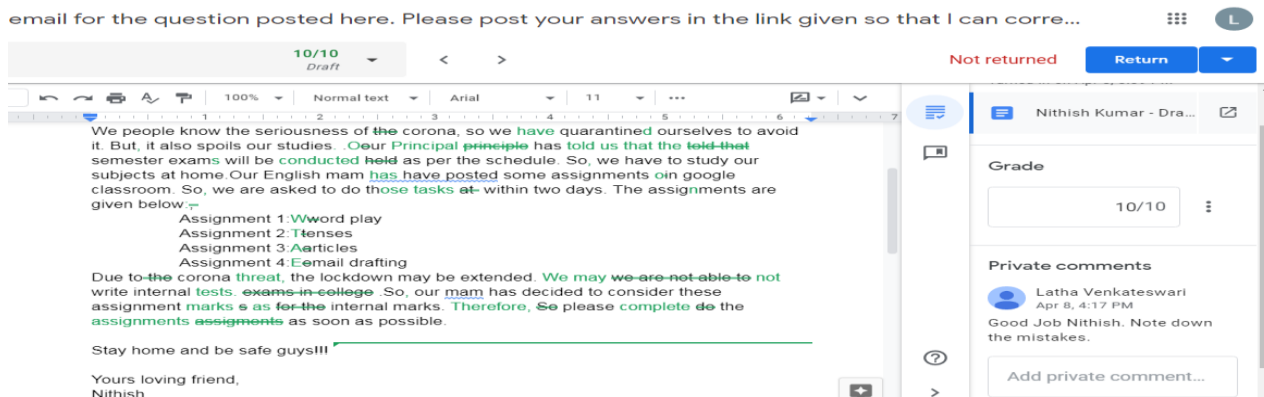 email for the question posted here. Please post your answers in the link given so that I can corre...
L
10/10
Draft
Not returned
Return
100%
Normal text
Arial
11
1 2 3 4 5 6 7
Nithish Kumar - Dra...
We people know the seriousness of the corona, so we have quarantined ourselves to avoid
it. But, it also spoils our studies. .Oour Principal principle has told us that the told that
semester exams will be conducted held as per the schedule. So, we have to study our
subjects at home.Our English mam has have posted some assignments oin google
classroom. So, we are asked to do those tasks at within two days. The assignments are
given below:,
Assignment 1:Wword play
Assignment 2:Ttenses
Assignment 3:Aarticles
Assignment 4:Eemail drafting
Due to the corona threat, the lockdown may be extended. We may we are not able to not
write internal tests. exams in college .So, our mam has decided to consider these
assignment marks s as for the internal marks. Therefore, So please complete do the
assignments assigments as soon as possible.
Stay home and be safe guys!!!
Yours loving friend,
Nithish
Grade
10/10
Private comments
Latha Venkateswari
Apr 8, 4:17 PM
Good Job Nithish. Note down
the mistakes.
Add private comment...